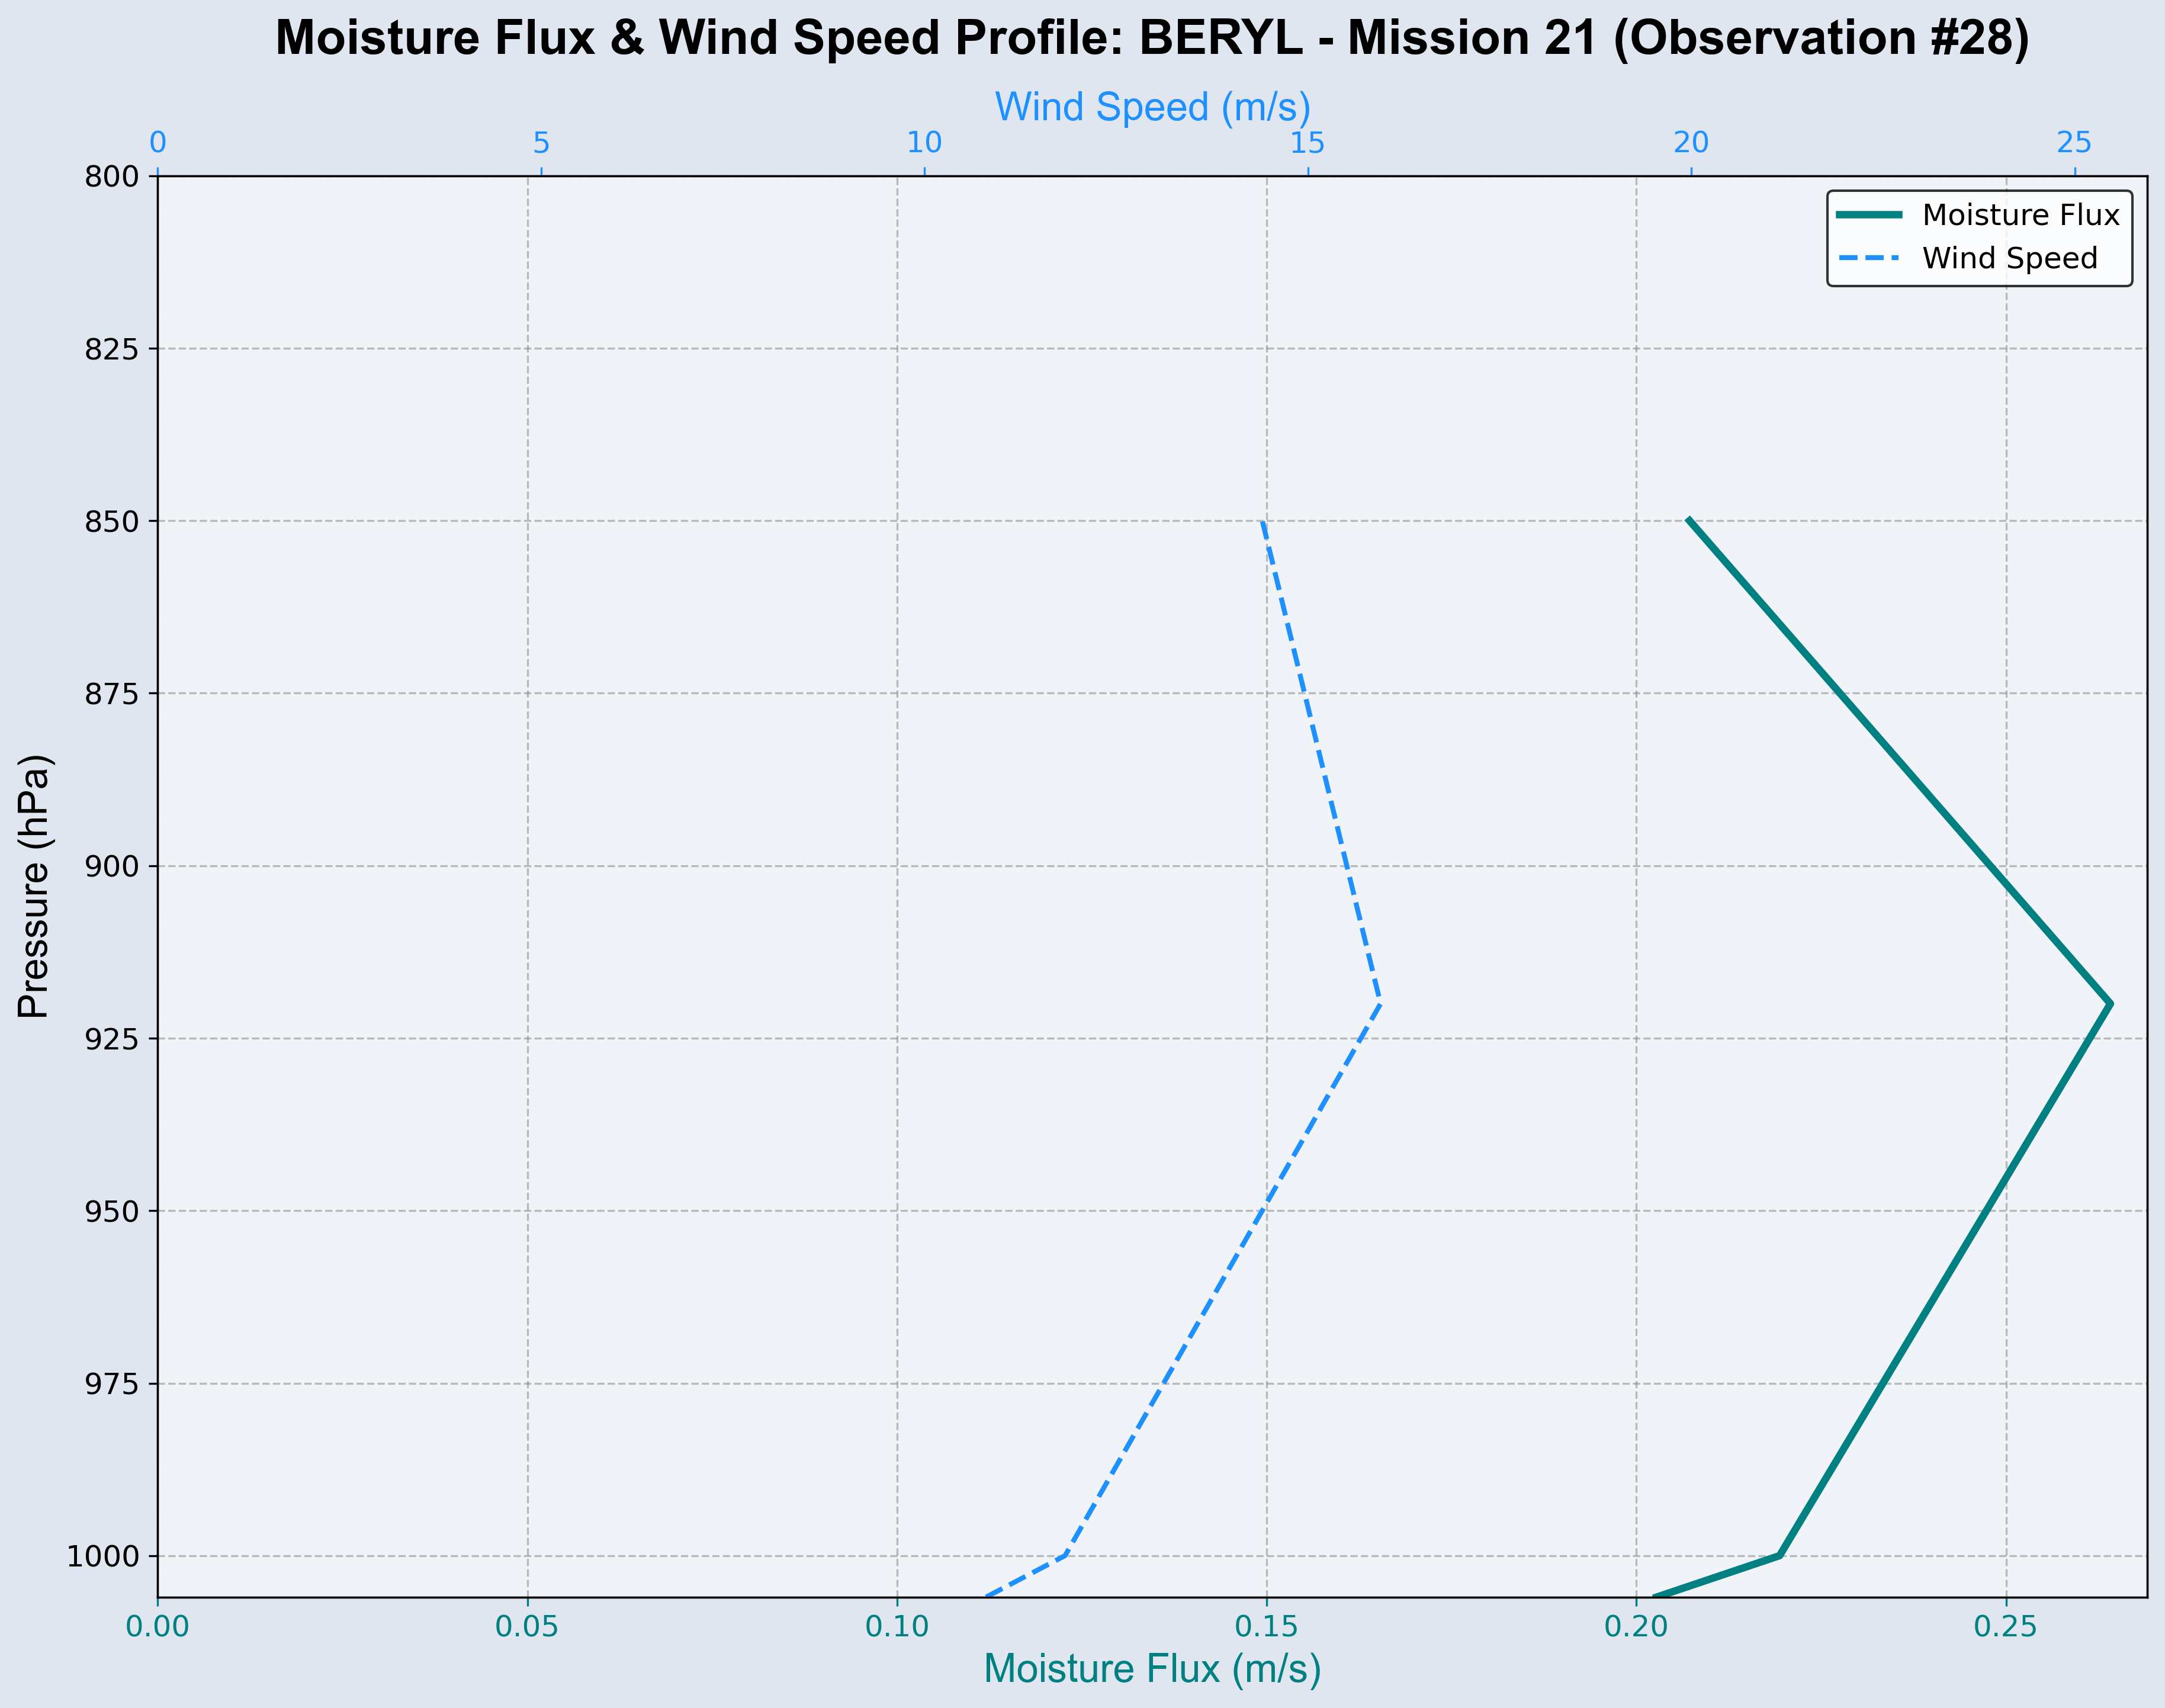 Moisture Flux & Wind Speed Profile: BERYL - Mission 21 (Observation #28)
Wind Speed (m/s)
0 5 10 15 20 25
Moisture Flux
Wind Speed
Pressure (hPa)
800
825
850
875
900
925
950
975
1000
0.00 0.05 0.10 0.15 0.20 0.25
Moisture Flux (m/s)